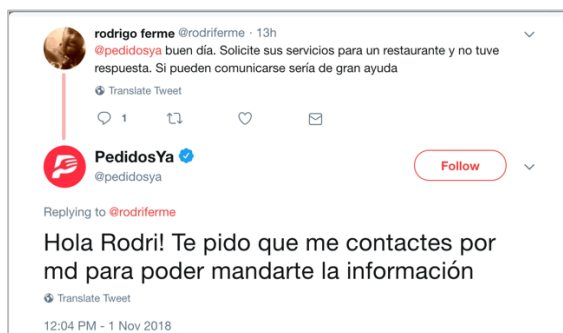 rodrigo ferme @rodriferme · 13h
@pedidosya buen día. Solicite sus servicios para un restaurante y no tuve
respuesta. Si pueden comunicarse sería de gran ayuda
Translate Tweet
1
PedidosYa
@pedidosya
Follow
Replying to @rodriferme
Hola Rodri! Te pido que me contactes por
md para poder mandarte la información
Translate Tweet
12:04 PM - 1 Nov 2018